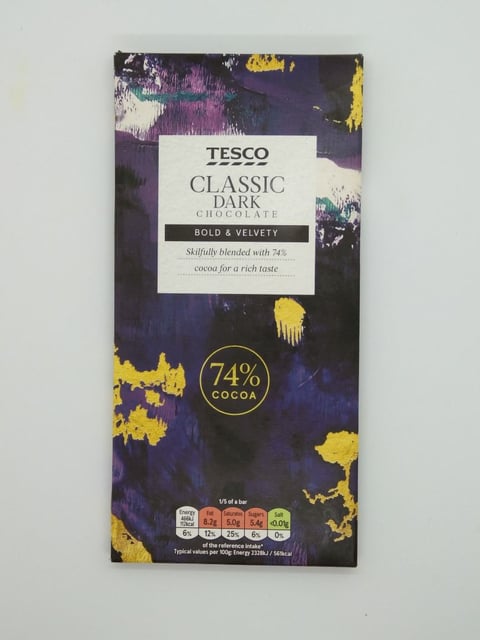 TESCO
CLASSIC
DARK
CHOCOLATE
BOLD & VELVETY
Skilfully blended with 74%
cocoa for a rich taste
74%
COCOA
1/5 of a bar
Energy Fat Saturates Sugars Salt
466kJ 8.2g 5.0g 5.4g <0.01g
112kcal
6% 12% 25% 6% 0%
of the reference intake*
Typical values per 100g: Energy 2328kJ / 561kcal